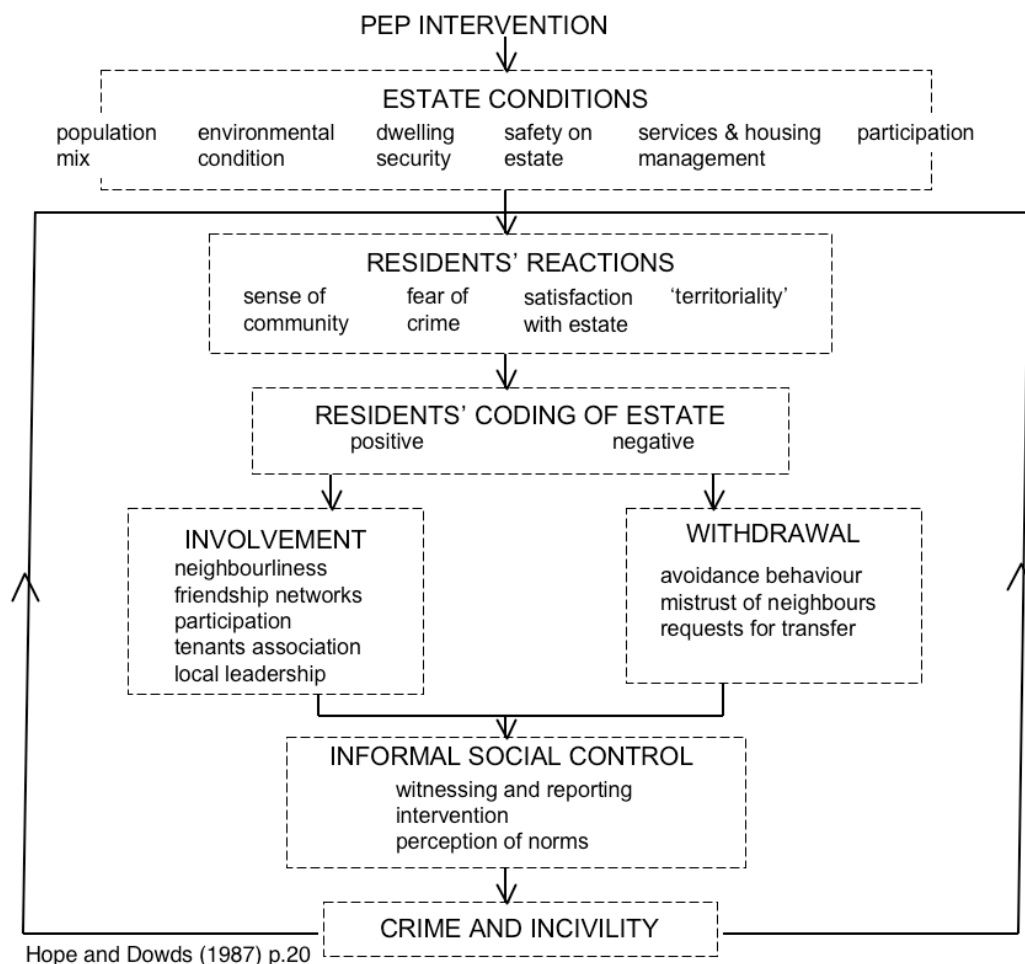 PEP INTERVENTION
ESTATE CONDITIONS
population mix
environmental condition
dwelling security
safety on estate
services & housing management
participation
RESIDENTS’ REACTIONS
sense of community
fear of crime
satisfaction with estate
‘territoriality’
RESIDENTS’ CODING OF ESTATE
positive
negative
INVOLVEMENT
neighbourliness
friendship networks
participation
tenants association
local leadership
WITHDRAWAL
avoidance behaviour
mistrust of neighbours
requests for transfer
INFORMAL SOCIAL CONTROL
witnessing and reporting
intervention
perception of norms
CRIME AND INCIVILITY
Hope and Dowds (1987) p.20